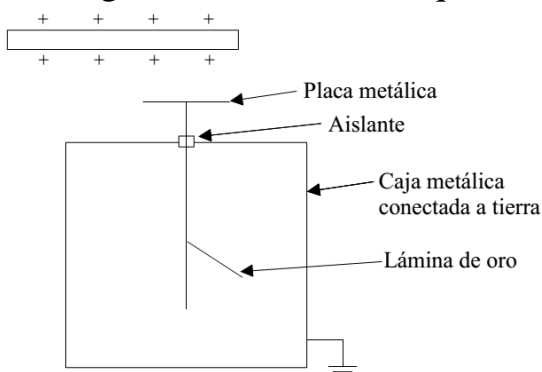 + + + +
+ + + +
Placa metálica
Aislante
Caja metálica
conectada a tierra
Lámina de oro